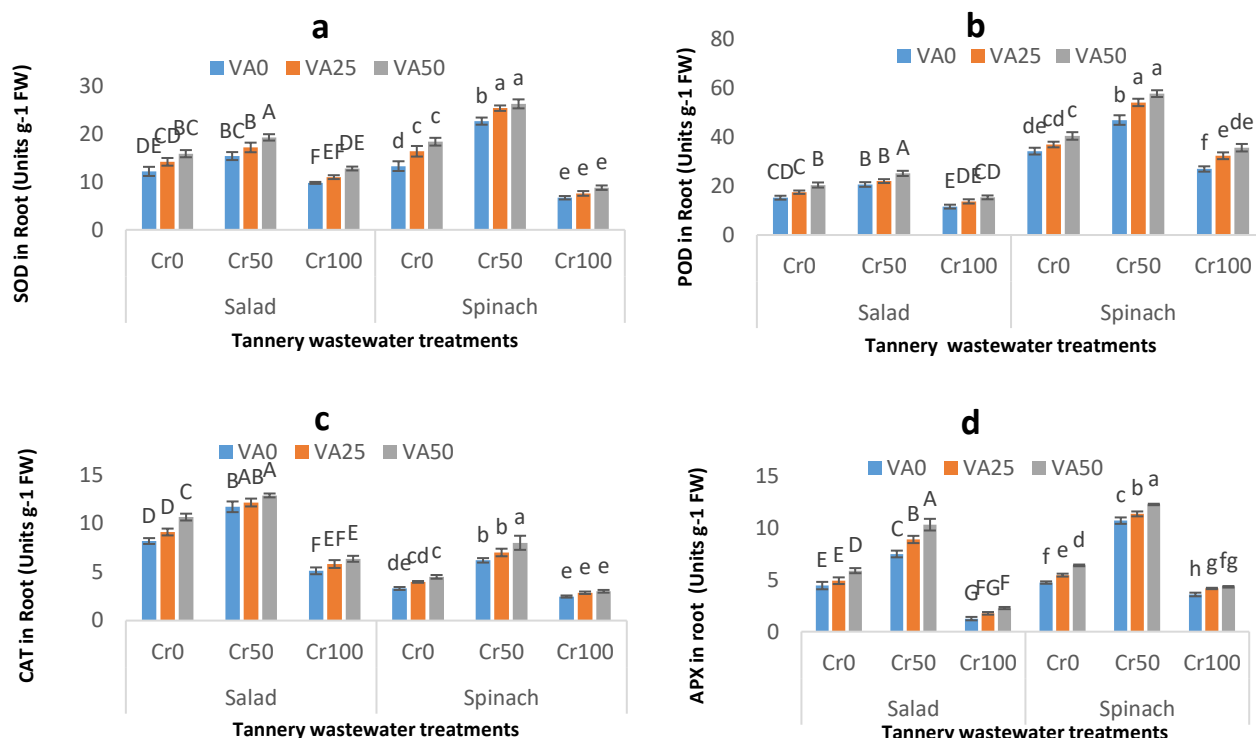 a
VA0 VA25 VA50
SOD in Root (Units g-1 FW)
30
20
10
0
DE CD BC BC B A F EF DE d c c b a a e e e
Cr0 Cr50 Cr100 Cr0 Cr50 Cr100
Salad Spinach
Tannery wastewater treatments
b
VA0 VA25 VA50
POD in Root (Units g-1 FW)
80
60
40
20
0
CD C B B B A E DE CD de cd c b a a f e de
Cr0 Cr50 Cr100 Cr0 Cr50 Cr100
Salad Spinach
Tannery wastewater treatments
c
VA0 VA25 VA50
CAT in Root (Units g-1 FW)
15
10
5
0
D D C B AB A F EF E de cd c b b a e e e
Cr0 Cr50 Cr100 Cr0 Cr50 Cr100
Salad Spinach
Tannery wastewater treatments
d
VA0 VA25 VA50
APX in root (Units g-1 FW)
15
10
5
0
E E D C B A G FG F f e d c b a h g fg
Cr0 Cr50 Cr100 Cr0 Cr50 Cr100
Salad Spinach
Tannery wastewater treatments